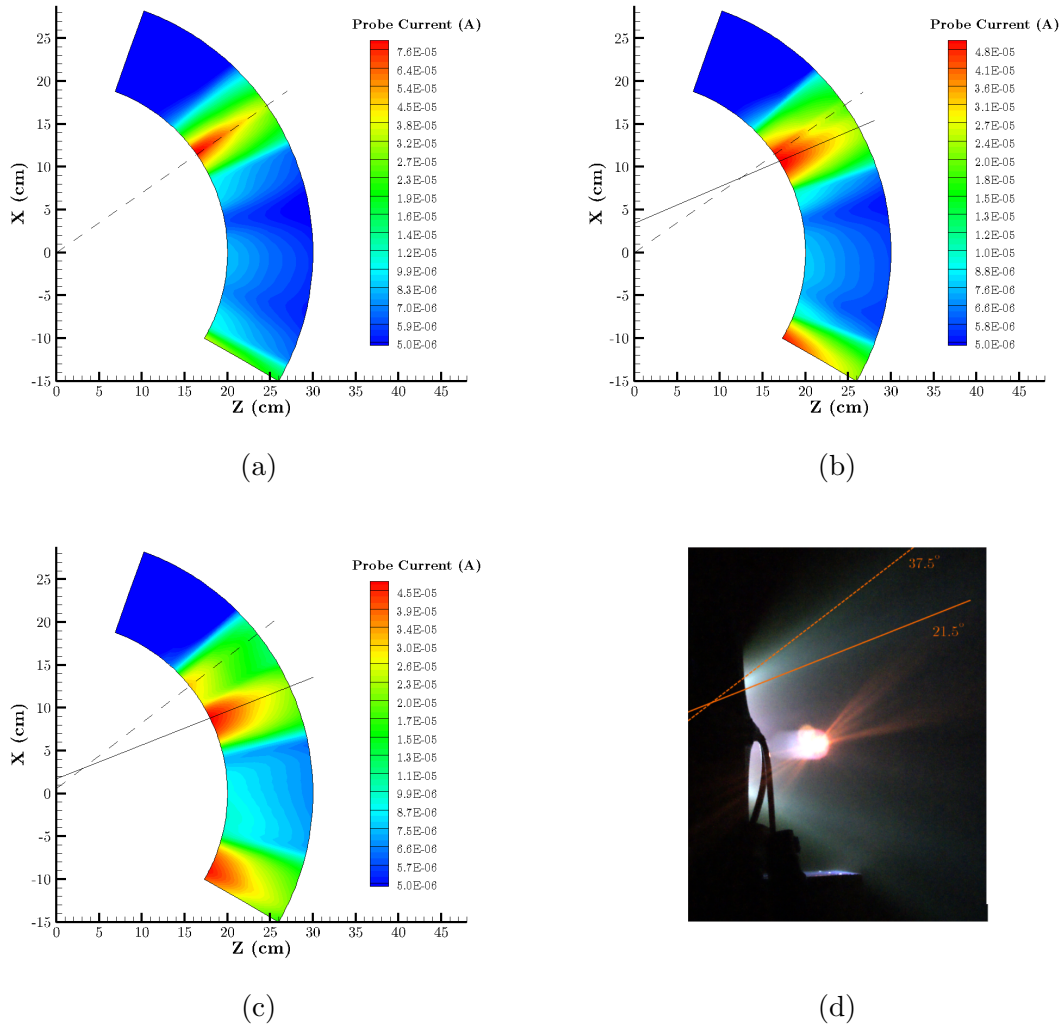 Probe Current (A)
7.6E-05
6.4E-05
5.4E-05
4.5E-05
3.8E-05
3.2E-05
2.7E-05
2.3E-05
1.9E-05
1.6E-05
1.4E-05
1.2E-05
9.9E-06
8.3E-06
7.0E-06
5.9E-06
5.0E-06
25
20
15
10
5
0
-5
-10
-15
X (cm)
0 5 10 15 20 25 30 35 40 45
Z (cm)
(a)
Probe Current (A)
4.8E-05
4.1E-05
3.6E-05
3.1E-05
2.7E-05
2.4E-05
2.0E-05
1.8E-05
1.5E-05
1.3E-05
1.2E-05
1.0E-05
8.8E-06
7.6E-06
6.6E-06
5.8E-06
5.0E-06
25
20
15
10
5
0
-5
-10
-15
X (cm)
0 5 10 15 20 25 30 35 40 45
Z (cm)
(b)
Probe Current (A)
4.5E-05
3.9E-05
3.4E-05
3.0E-05
2.6E-05
2.3E-05
2.0E-05
1.7E-05
1.5E-05
1.3E-05
1.1E-05
9.9E-06
8.7E-06
7.5E-06
6.6E-06
5.7E-06
5.0E-06
25
20
15
10
5
0
-5
-10
-15
X (cm)
0 5 10 15 20 25 30 35 40 45
Z (cm)
(c)
37.5°
21.5°
(d)